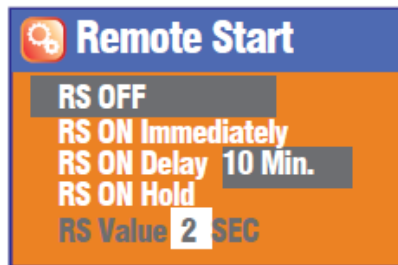 Remote Start
RS OFF
RS ON Immediately
RS ON Delay 10 Min.
RS ON Hold
RS Value 2 SEC